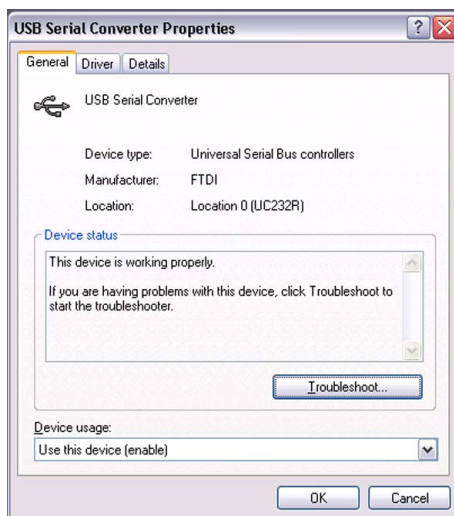 USB Serial Converter Properties
General Driver Details
USB Serial Converter
Device type: Universal Serial Bus controllers
Manufacturer: FTDI
Location: Location 0 (UC232R)
Device status
This device is working properly.
If you are having problems with this device, click Troubleshoot to
start the troubleshooter.
Troubleshoot...
Device usage:
Use this device (enable)
OK Cancel